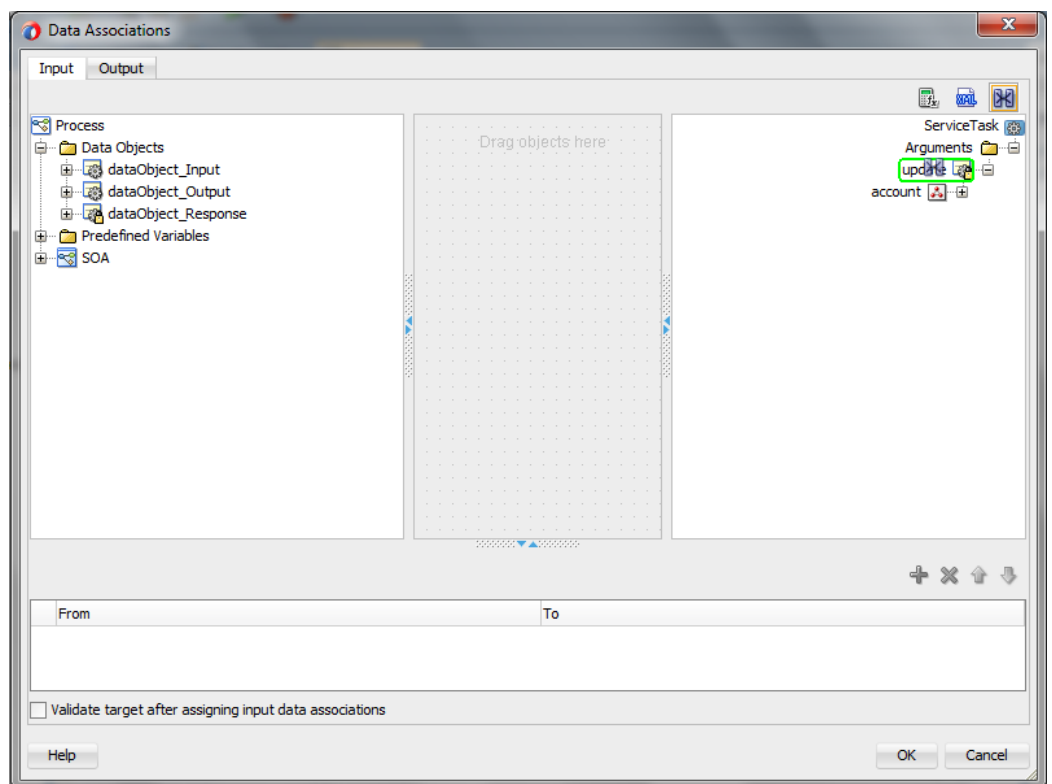 Data Associations
Input Output
Process
Data Objects
dataObject_Input
dataObject_Output
dataObject_Response
Predefined Variables
SOA
Drag objects here
ServiceTask
Arguments
account
From To
Validate target after assigning input data associations
Help OK Cancel